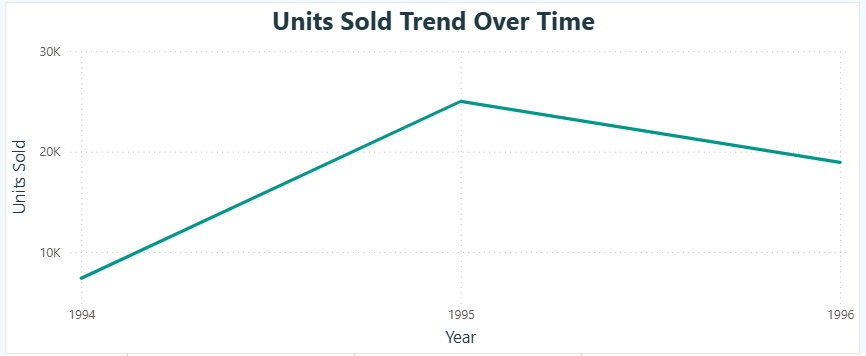 Units Sold Trend Over Time
30K
20K
10K
Units Sold
1994
1995
1996
Year